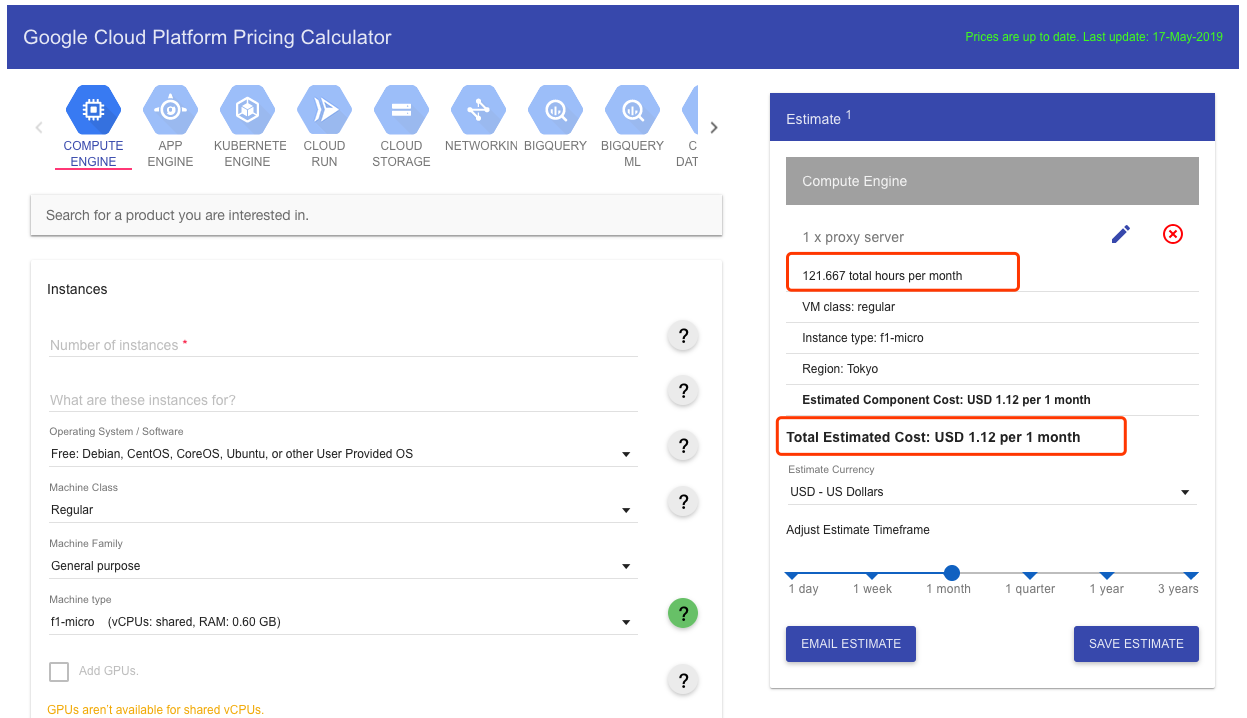 Google Cloud Platform Pricing Calculator
Prices are up to date. Last update: 17-May-2019
COMPUTE ENGINE
APP ENGINE
KUBERNETE ENGINE
CLOUD RUN
CLOUD STORAGE
NETWORKIN
BIGQUERY
BIGQUERY ML
C
DAT
Search for a product you are interested in.
Instances
Number of instances *
?
What are these instances for?
?
Operating System / Software
Free: Debian, CentOS, CoreOS, Ubuntu, or other User Provided OS
?
Machine Class
Regular
?
Machine Family
General purpose
Machine type
f1-micro (vCPUs: shared, RAM: 0.60 GB)
?
Add GPUs.
?
GPUs aren't available for shared vCPUs.
Estimate 1
Compute Engine
1 x proxy server
121.667 total hours per month
VM class: regular
Instance type: f1-micro
Region: Tokyo
Estimated Component Cost: USD 1.12 per 1 month
Total Estimated Cost: USD 1.12 per 1 month
Estimate Currency
USD - US Dollars
Adjust Estimate Timeframe
1 day 1 week 1 month 1 quarter 1 year 3 years
EMAIL ESTIMATE
SAVE ESTIMATE